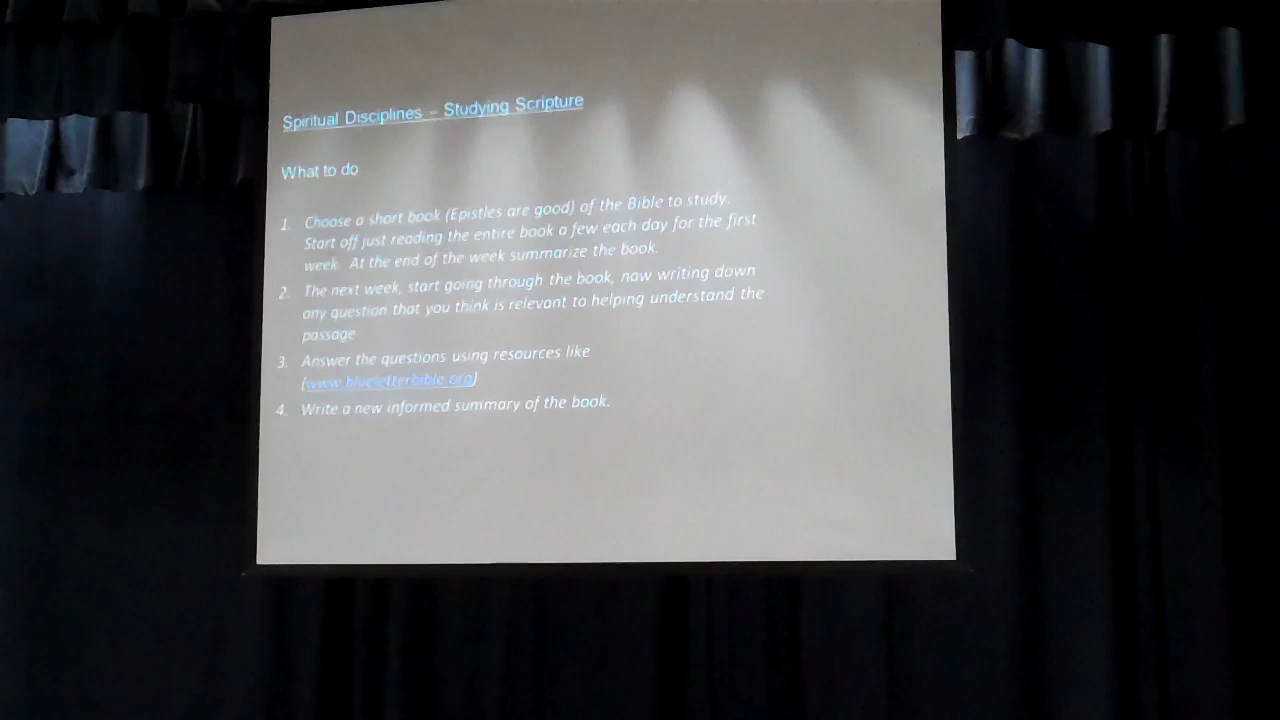 Spiritual Disciplines – Studying Scripture
What to do
1. Choose a short book (Epistles are good) of the Bible to study.
Start off just reading the entire book a few each day for the first
week. At the end of the week summarize the book.
2. The next week, start going through the book, now writing down
any question that you think is relevant to helping understand the
passage
3. Answer the questions using resources like
(www.blueletterbible.org)
4. Write a new informed summary of the book.